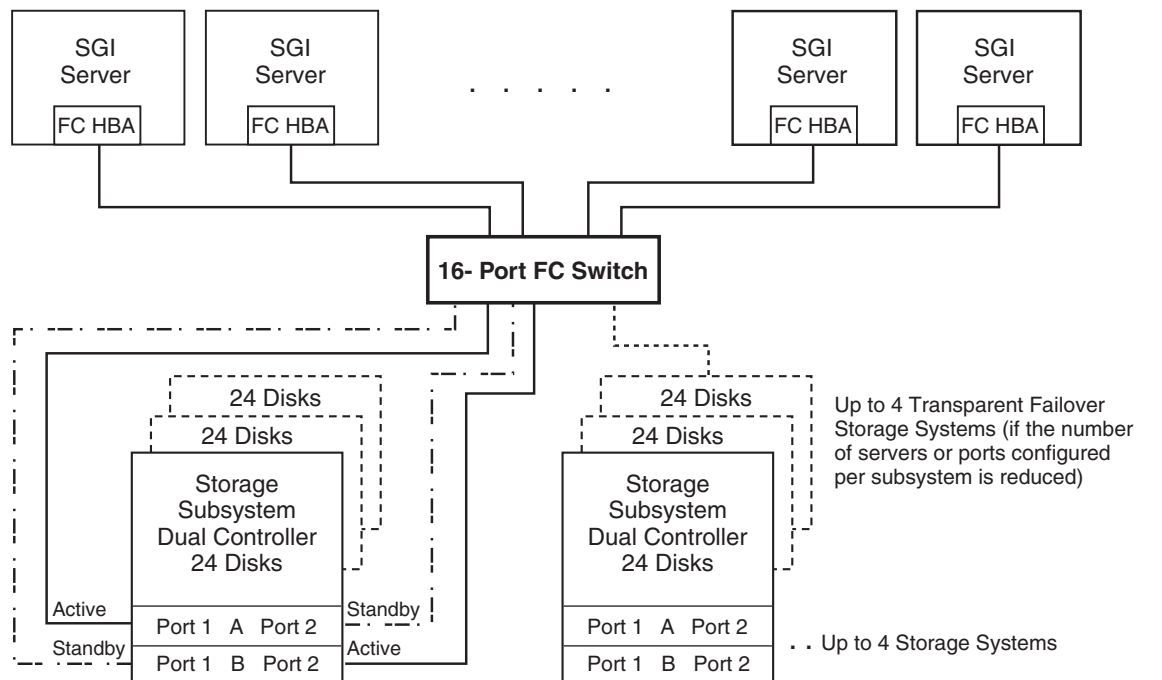 SGI
Server
FC HBA
SGI
Server
FC HBA
. . . . .
SGI
Server
FC HBA
SGI
Server
FC HBA
16- Port FC Switch
24 Disks
24 Disks
Storage
Subsystem
Dual Controller
24 Disks
Active
Port 1 A Port 2
Standby
Standby
Port 1 B Port 2
Active
24 Disks
24 Disks
Storage
Subsystem
Dual Controller
24 Disks
Port 1 A Port 2
Port 1 B Port 2
Up to 4 Transparent Failover
Storage Systems (if the number
of servers or ports configured
per subsystem is reduced)
. . Up to 4 Storage Systems